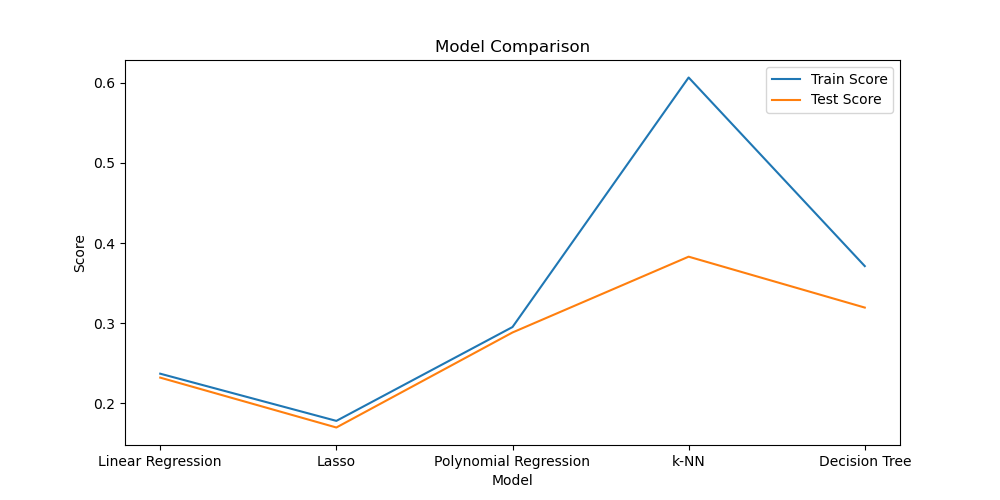 Model Comparison
Train Score
Test Score
0.6
0.5
0.4
0.3
0.2
Score
Linear Regression
Lasso
Polynomial Regression
k-NN
Decision Tree
Model